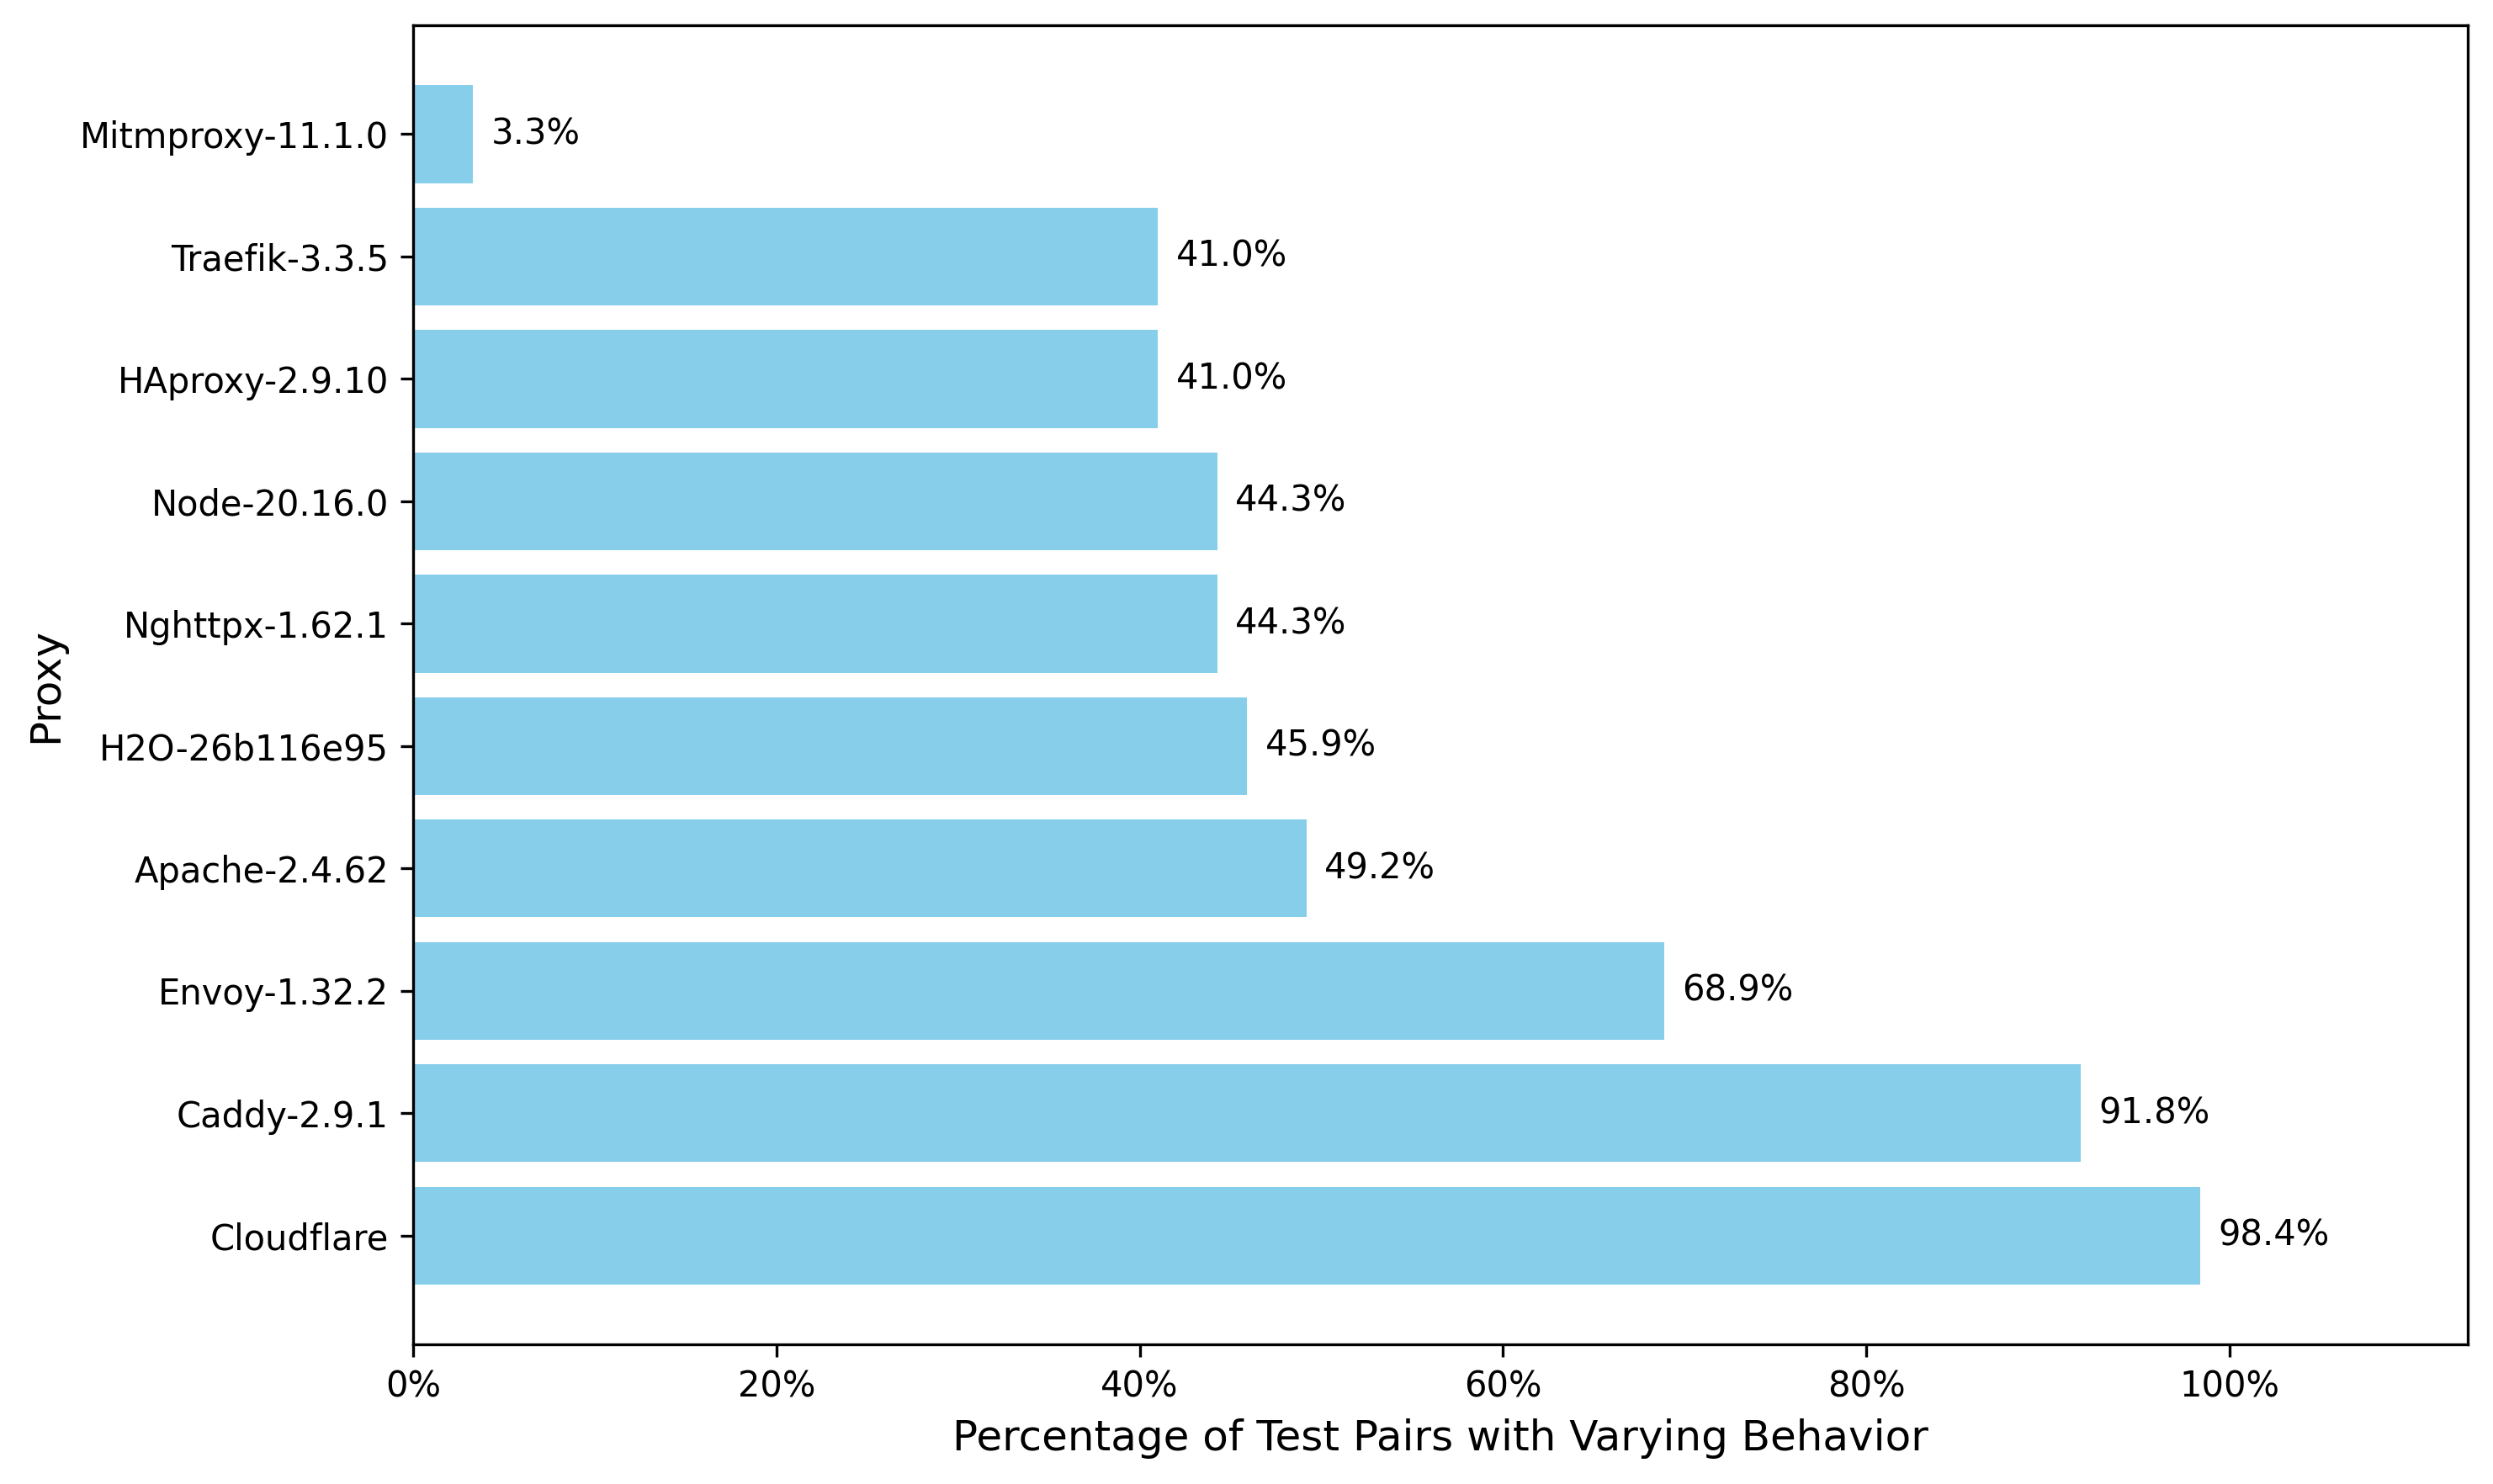 Proxy
Mitmproxy-11.1.0
3.3%
Traefik-3.3.5
41.0%
HAproxy-2.9.10
41.0%
Node-20.16.0
44.3%
Nghttpx-1.62.1
44.3%
H2O-26b116e95
45.9%
Apache-2.4.62
49.2%
Envoy-1.32.2
68.9%
Caddy-2.9.1
91.8%
Cloudflare
98.4%
0% 20% 40% 60% 80% 100%
Percentage of Test Pairs with Varying Behavior